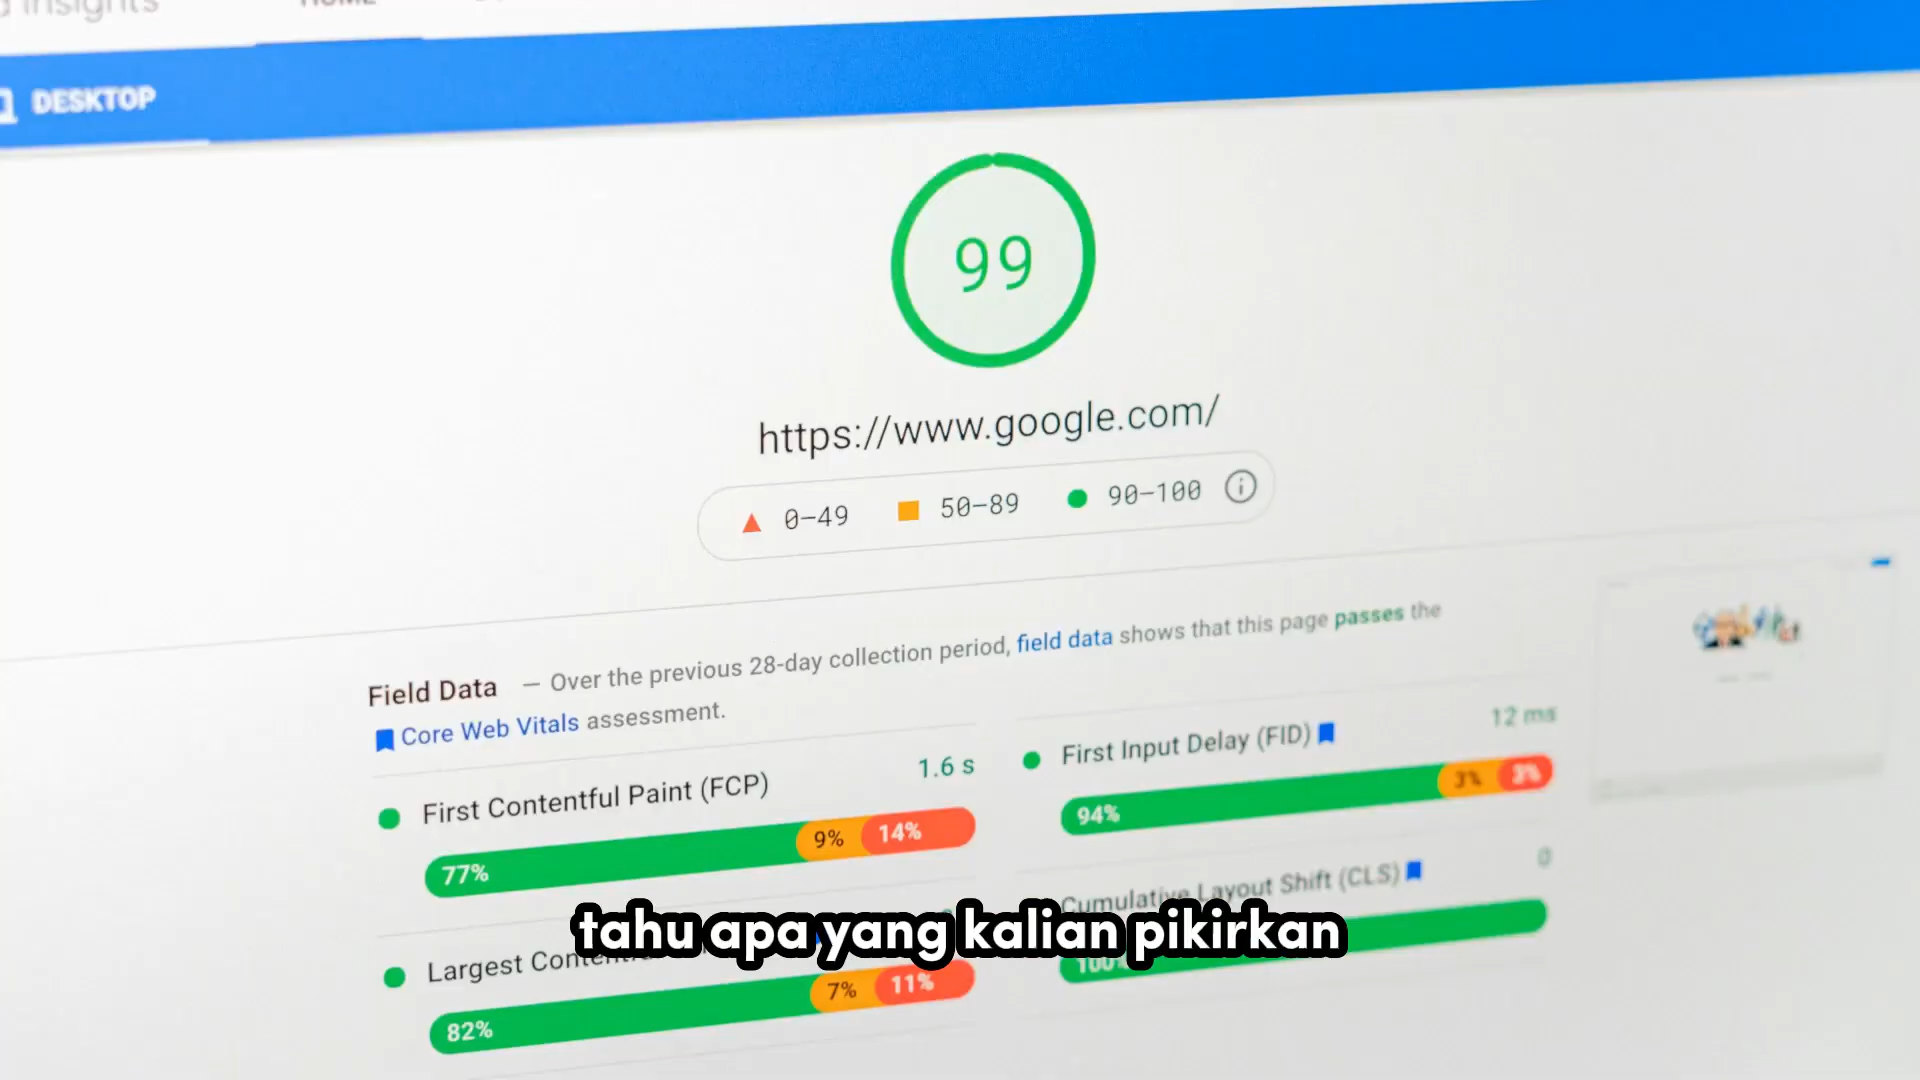 Insights
HOME
DESKTOP
99
https://www.google.com/
0–49 50–89 90–100
Field Data — Over the previous 28-day collection period, field data shows that this page passes the
Core Web Vitals assessment.
First Contentful Paint (FCP) 1.6 s
77% 9% 14%
First Input Delay (FID) 12 ms
94% 3% 3%
Largest
82% 7% 11%
Cumulative Layout Shift (CLS) 0
100%
tahu apa yang kalian pikirkan